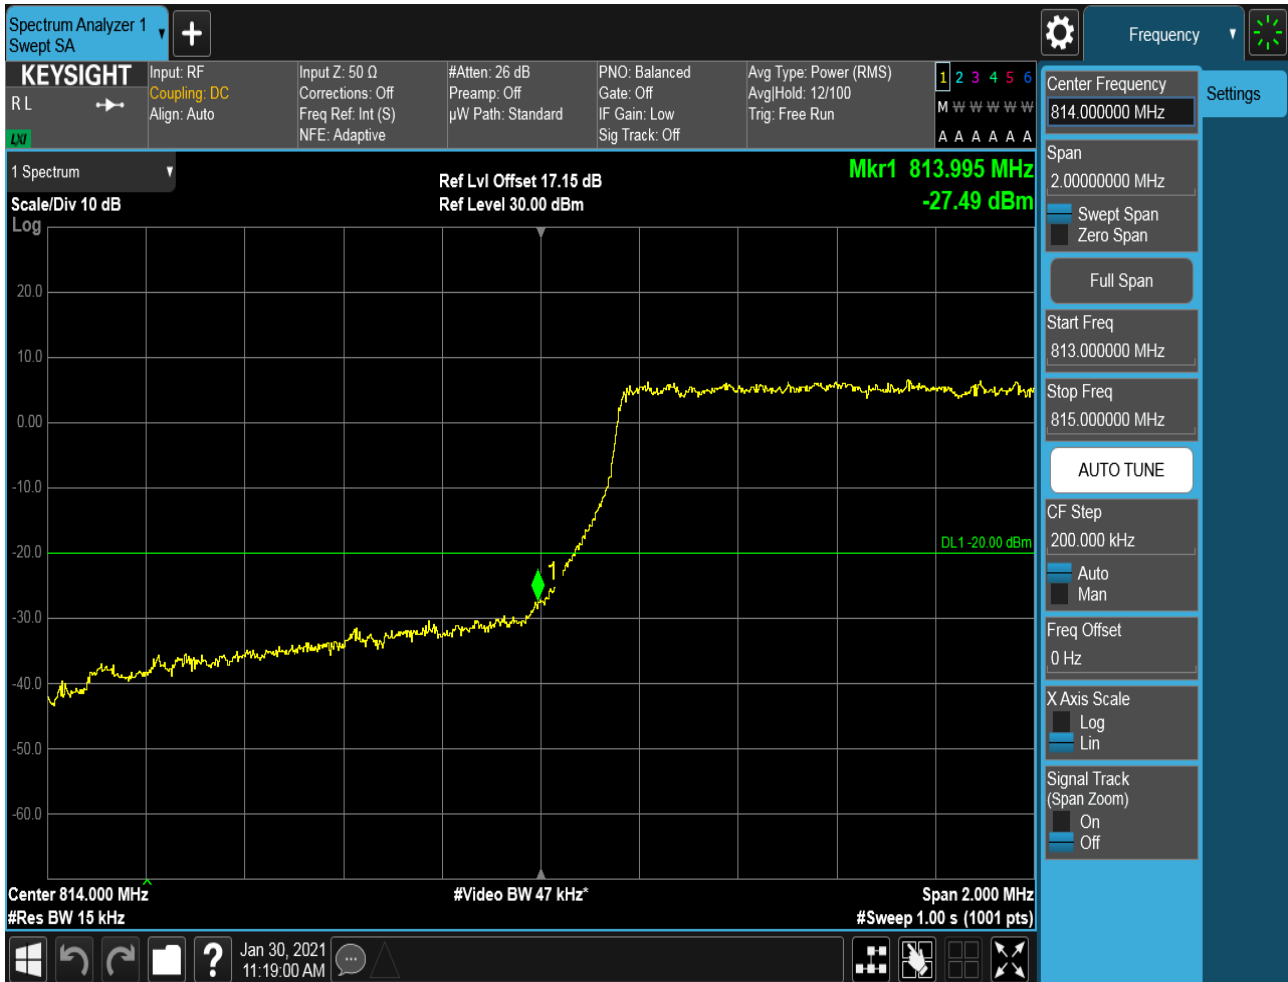 Spectrum Analyzer 1
Swept SA
Frequency
KEYSIGHT
R L
LXI
Input: RF
Coupling: DC
Align: Auto
Input Z: 50 Ω
Corrections: Off
Freq Ref: Int (S)
NFE: Adaptive
#Atten: 26 dB
Preamp: Off
µW Path: Standard
PNO: Balanced
Gate: Off
IF Gain: Low
Sig Track: Off
Avg Type: Power (RMS)
Avg|Hold: 12/100
Trig: Free Run
1 2 3 4 5 6
M W W W W W
A A A A A A
1 Spectrum
Scale/Div 10 dB
Ref Lvl Offset 17.15 dB
Ref Level 30.00 dBm
Mkr1 813.995 MHz
-27.49 dBm
Log
20.0
10.0
0.00
-10.0
-20.0
-30.0
-40.0
-50.0
-60.0
DL1 -20.00 dBm
1
Center 814.000 MHz
#Res BW 15 kHz
#Video BW 47 kHz*
Span 2.000 MHz
#Sweep 1.00 s (1001 pts)
Jan 30, 2021
11:19:00 AM
Center Frequency
814.000000 MHz
Settings
Span
2.00000000 MHz
Swept Span
Zero Span
Full Span
Start Freq
813.000000 MHz
Stop Freq
815.000000 MHz
AUTO TUNE
CF Step
200.000 kHz
Auto
Man
Freq Offset
0 Hz
X Axis Scale
Log
Lin
Signal Track
(Span Zoom)
On
Off